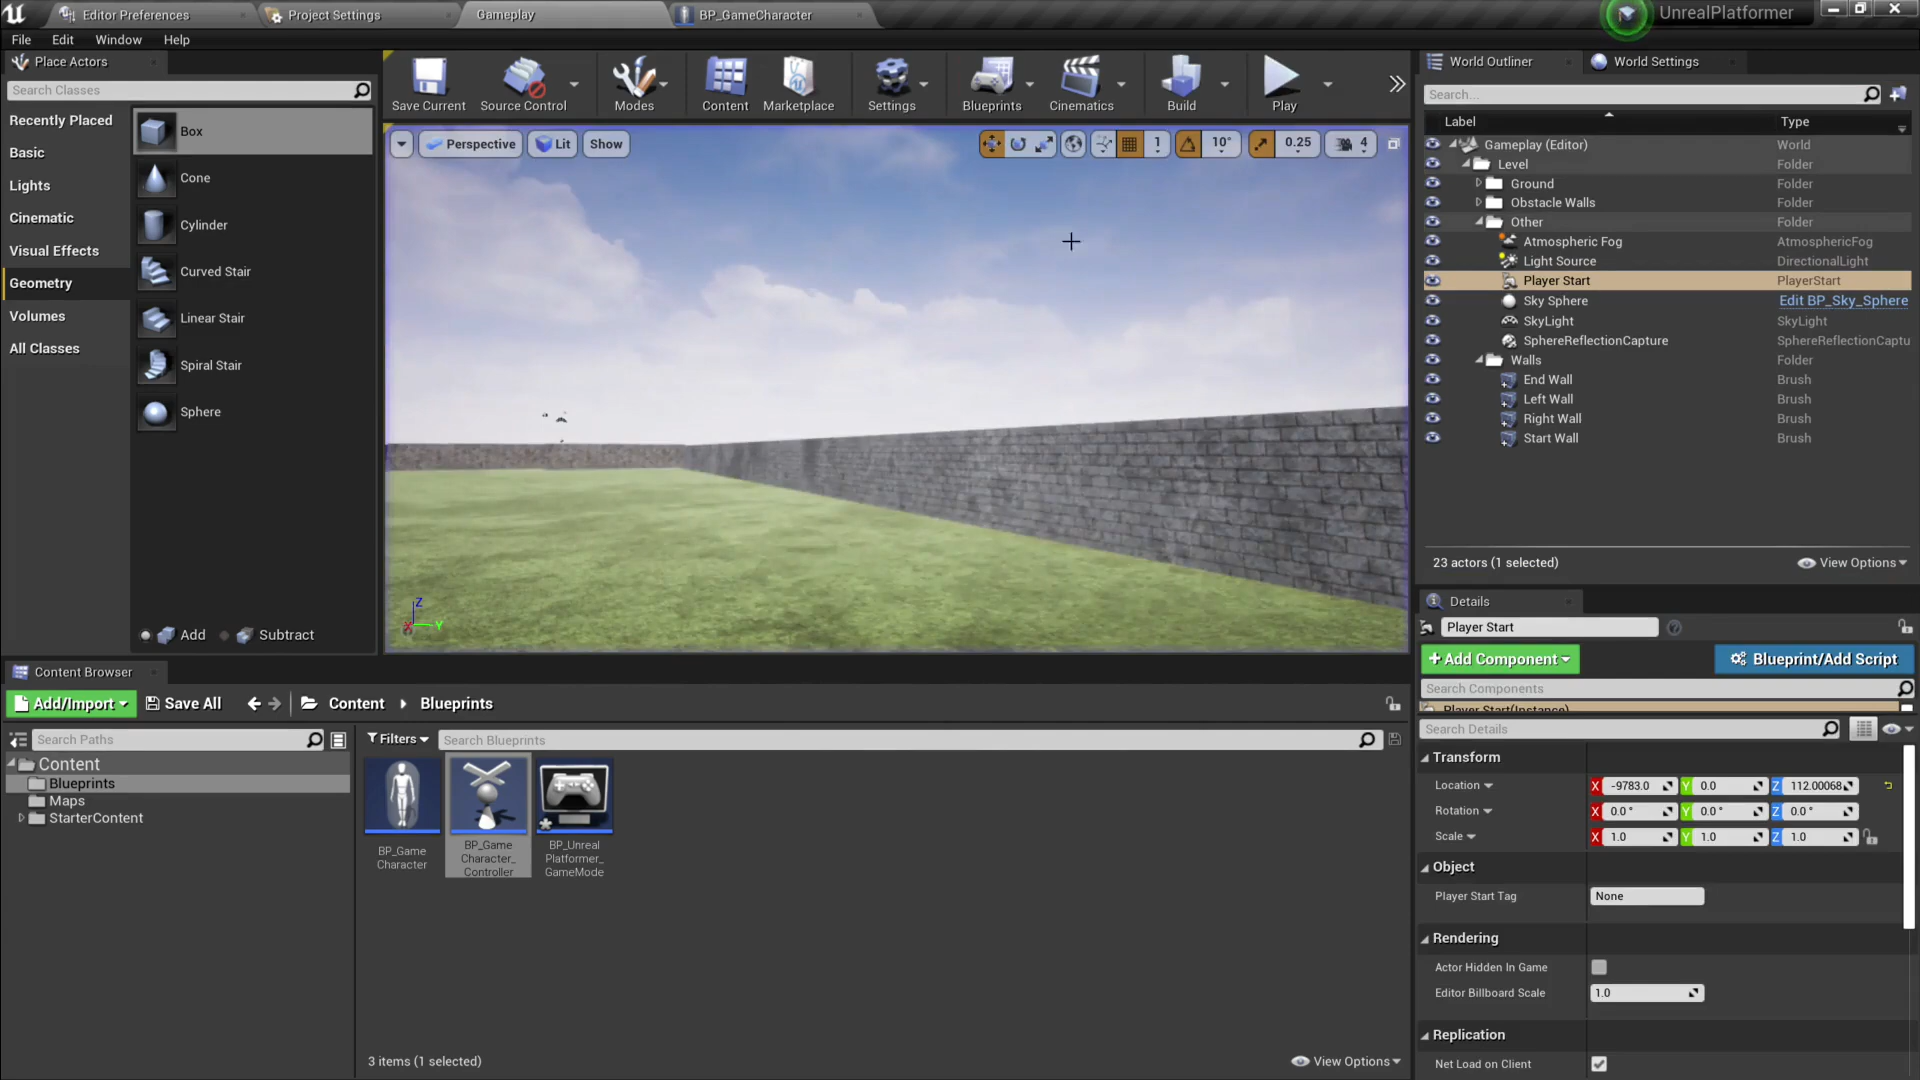 Editor Preferences
Project Settings
Gameplay
BP_GameCharacter
UnrealPlatformer
File Edit Window Help
Place Actors
Search Classes
Recently Placed
Basic
Lights
Cinematic
Visual Effects
Geometry
Volumes
All Classes
Box
Cone
Cylinder
Curved Stair
Linear Stair
Spiral Stair
Sphere
Add Subtract
Save Current Source Control Modes Content Marketplace Settings Blueprints Cinematics Build Play
Perspective Lit Show
1 10° 0.25 4
Z
X Y
World Outliner World Settings
Search...
Label Type
Gameplay (Editor) World
Level Folder
Ground Folder
Obstacle Walls Folder
Other Folder
Atmospheric Fog AtmosphericFog
Light Source DirectionalLight
Player Start PlayerStart
Sky Sphere Edit BP_Sky_Sphere
SkyLight SkyLight
SphereReflectionCapture SphereReflectionCaptu
Walls Folder
End Wall Brush
Left Wall Brush
Right Wall Brush
Start Wall Brush
23 actors (1 selected) View Options
Details
Player Start
+ Add Component Blueprint/Add Script
Search Components
Player Start(Instance)
Search Details
Transform
Location X -9783.0 Y 0.0 Z 112.00068
Rotation X 0.0 ° Y 0.0 ° Z 0.0 °
Scale X 1.0 Y 1.0 Z 1.0
Object
Player Start Tag None
Rendering
Actor Hidden In Game
Editor Billboard Scale 1.0
Replication
Net Load on Client
Content Browser
Add/Import Save All Content Blueprints
Search Paths
Filters Search Blueprints
Content
Blueprints
Maps
StarterContent
BP_Game
Character
BP_Game
Character_
Controller
BP_Unreal
Platformer_
GameMode
3 items (1 selected) View Options